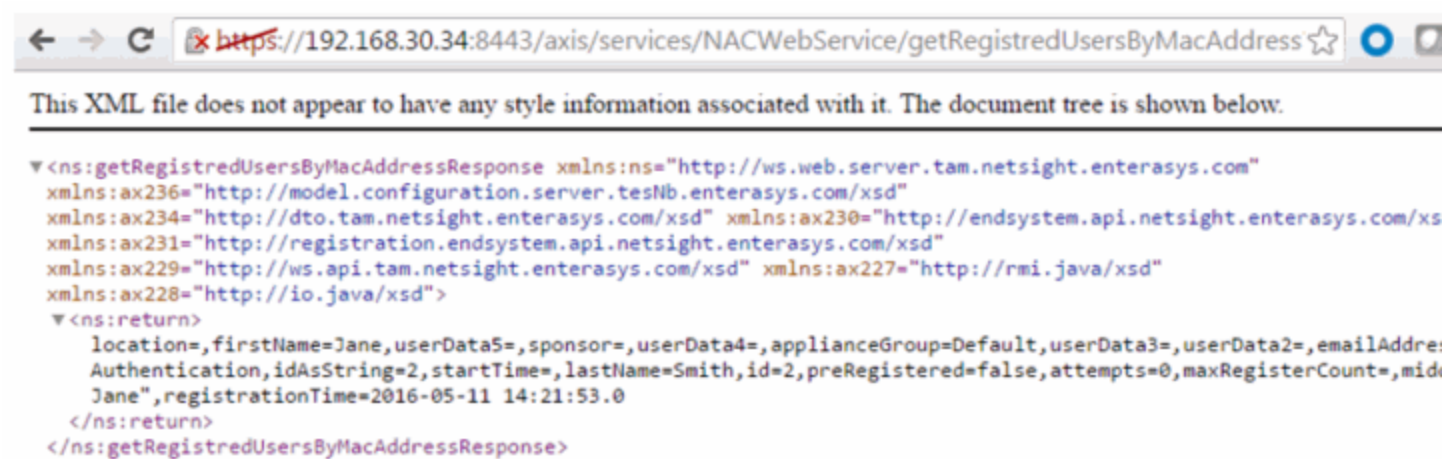 https://192.168.30.34:8443/axis/services/NACWebService/getRegistredUsersByMacAddress
This XML file does not appear to have any style information associated with it. The document tree is shown below.
▼<ns:getRegistredUsersByMacAddressResponse xmlns:ns="http://ws.web.server.tam.netsight.enterasys.com"
xmlns:ax236="http://model.configuration.server.tesNb.enterasys.com/xsd"
xmlns:ax234="http://dto.tam.netsight.enterasys.com/xsd" xmlns:ax230="http://endsystem.api.netsight.enterasys.com/xs
xmlns:ax231="http://registration.endsystem.api.netsight.enterasys.com/xsd"
xmlns:ax229="http://ws.api.tam.netsight.enterasys.com/xsd" xmlns:ax227="http://rmi.java/xsd"
xmlns:ax228="http://io.java/xsd">
▼<ns:return>
location=,firstName=Jane,userData5=,sponsor=,userData4=,applianceGroup=Default,userData3=,userData2=,emailAddres
Authentication,idAsString=2,startTime=,lastName=Smith,id=2,preRegistered=false,attempts=0,maxRegisterCount=,midd
Jane",registrationTime=2016-05-11 14:21:53.0
</ns:return>
</ns:getRegistredUsersByMacAddressResponse>